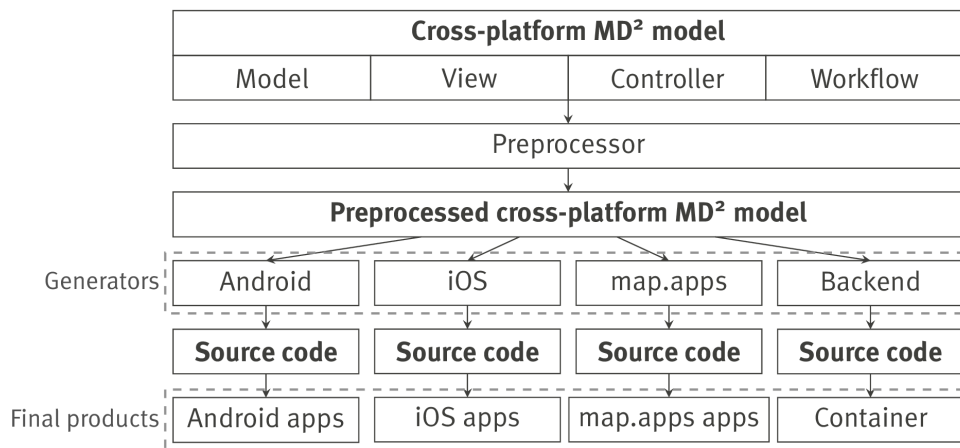 Cross-platform MD² model
Model View Controller Workflow
Preprocessor
Preprocessed cross-platform MD² model
Generators Android iOS map.apps Backend
Source code Source code Source code Source code
Final products Android apps iOS apps map.apps apps Container